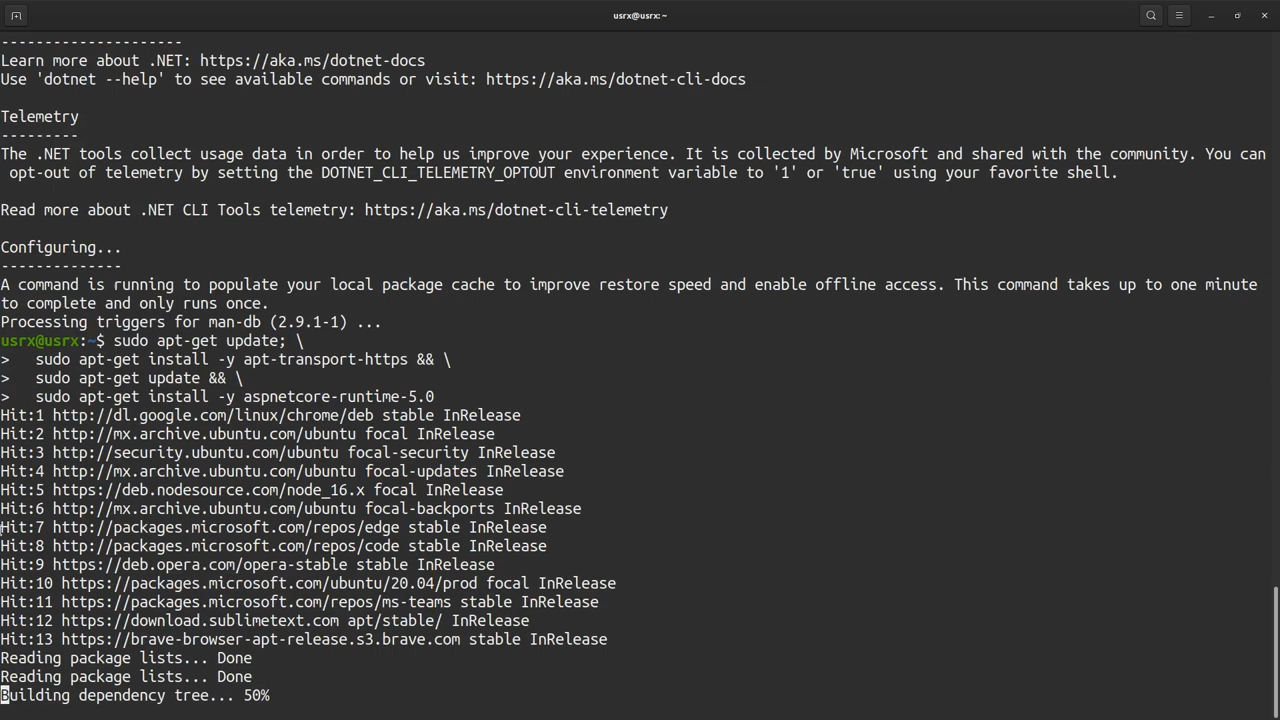 usrx@usrx: ~
---------------------
Learn more about .NET: https://aka.ms/dotnet-docs
Use 'dotnet --help' to see available commands or visit: https://aka.ms/dotnet-cli-docs
Telemetry
---------
The .NET tools collect usage data in order to help us improve your experience. It is collected by Microsoft and shared with the community. You can
opt-out of telemetry by setting the DOTNET_CLI_TELEMETRY_OPTOUT environment variable to '1' or 'true' using your favorite shell.
Read more about .NET CLI Tools telemetry: https://aka.ms/dotnet-cli-telemetry
Configuring...
--------------
A command is running to populate your local package cache to improve restore speed and enable offline access. This command takes up to one minute
to complete and only runs once.
Processing triggers for man-db (2.9.1-1) ...
usrx@usrx:~$ sudo apt-get update; \
>   sudo apt-get install -y apt-transport-https && \
>   sudo apt-get update && \
>   sudo apt-get install -y aspnetcore-runtime-5.0
Hit:1 http://dl.google.com/linux/chrome/deb stable InRelease
Hit:2 http://mx.archive.ubuntu.com/ubuntu focal InRelease
Hit:3 http://security.ubuntu.com/ubuntu focal-security InRelease
Hit:4 http://mx.archive.ubuntu.com/ubuntu focal-updates InRelease
Hit:5 https://deb.nodesource.com/node_16.x focal InRelease
Hit:6 http://mx.archive.ubuntu.com/ubuntu focal-backports InRelease
Hit:7 http://packages.microsoft.com/repos/edge stable InRelease
Hit:8 http://packages.microsoft.com/repos/code stable InRelease
Hit:9 https://deb.opera.com/opera-stable stable InRelease
Hit:10 https://packages.microsoft.com/ubuntu/20.04/prod focal InRelease
Hit:11 https://packages.microsoft.com/repos/ms-teams stable InRelease
Hit:12 https://download.sublimetext.com apt/stable/ InRelease
Hit:13 https://brave-browser-apt-release.s3.brave.com stable InRelease
Reading package lists... Done
Reading package lists... Done
Building dependency tree... 50%